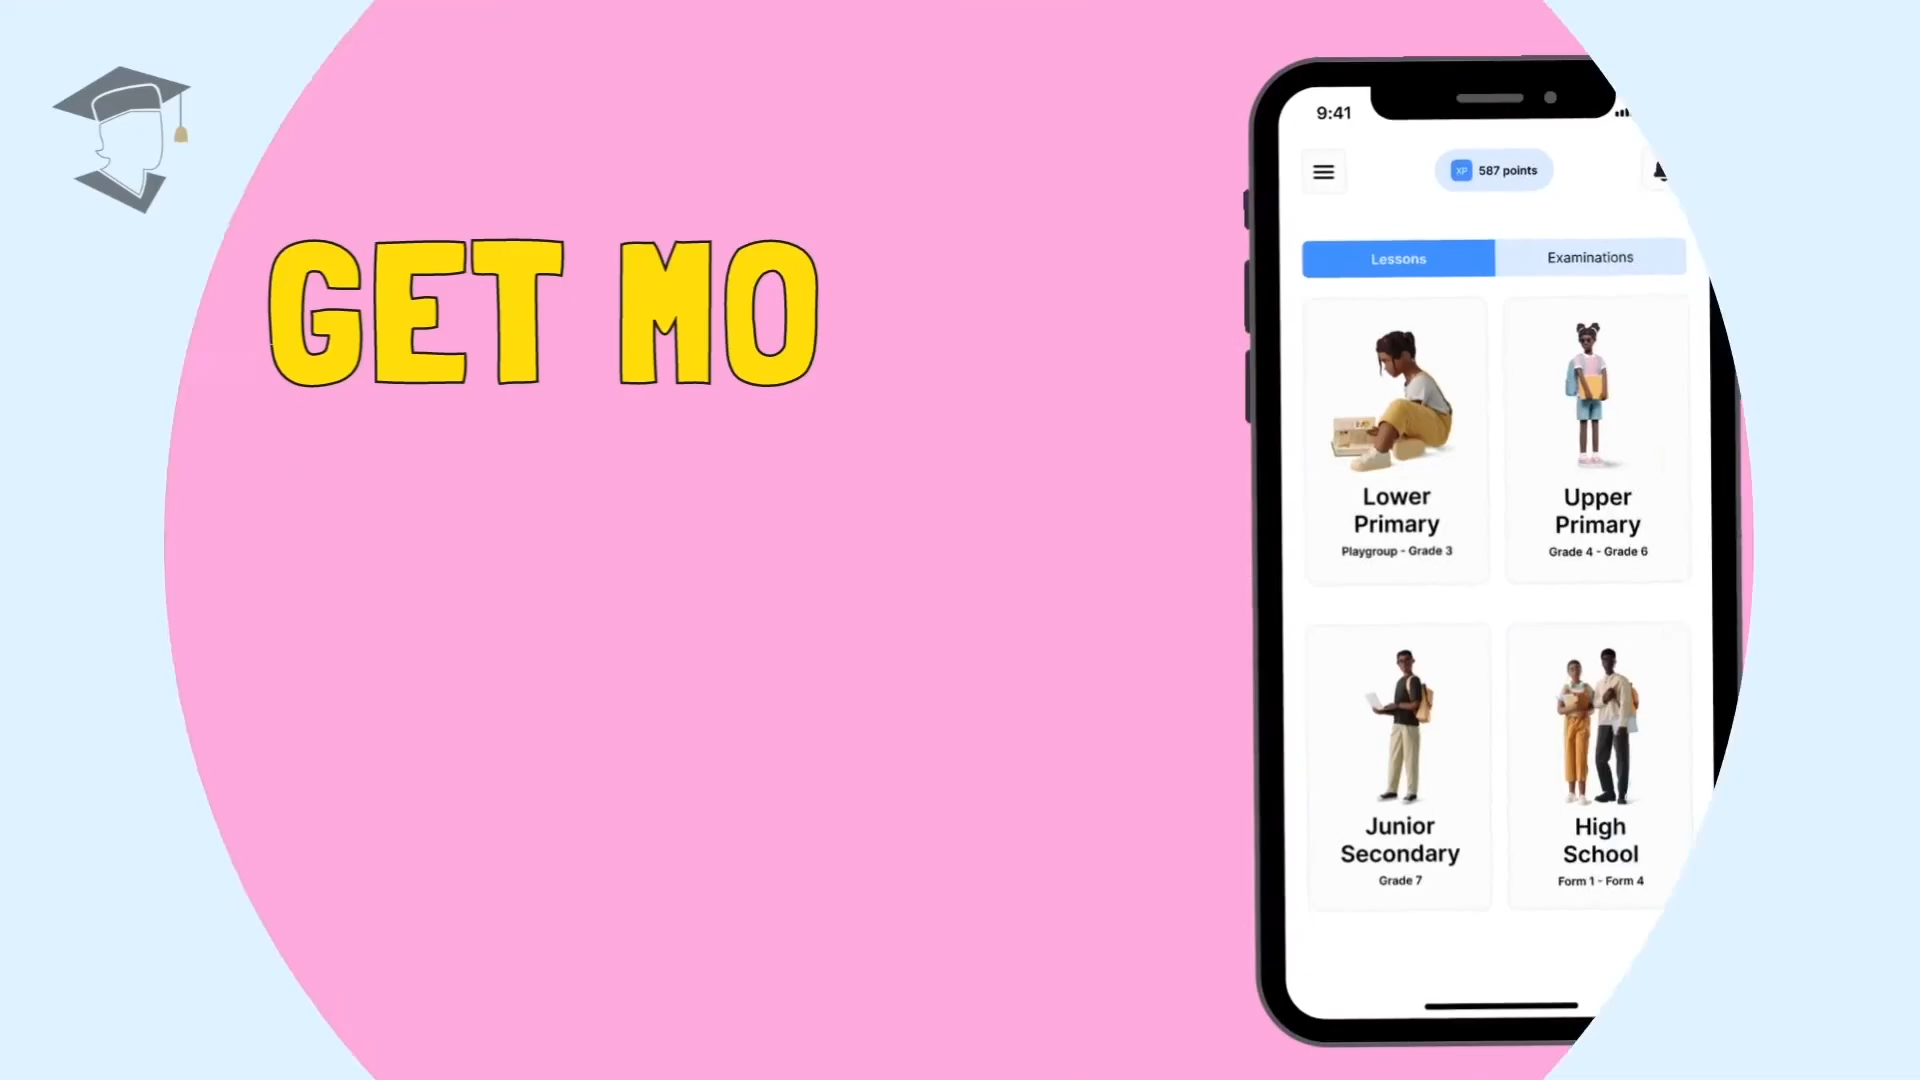 GET MO
9:41
XP 587 points
Lessons Examinations
Lower
Primary
Playgroup - Grade 3
Upper
Primary
Grade 4 - Grade 6
Junior
Secondary
Grade 7
High
School
Form 1 - Form 4